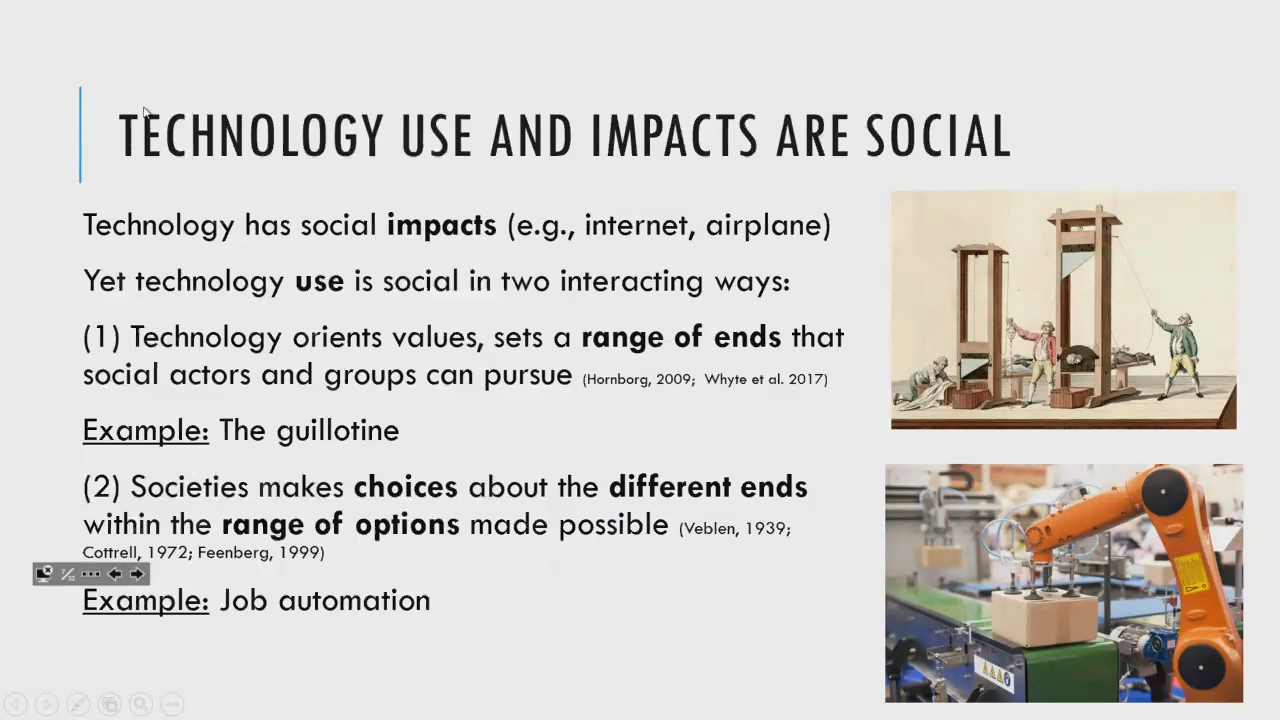 TECHNOLOGY USE AND IMPACTS ARE SOCIAL
Technology has social impacts (e.g., internet, airplane)
Yet technology use is social in two interacting ways:
(1) Technology orients values, sets a range of ends that
social actors and groups can pursue (Hornborg, 2009; Whyte et al. 2017)
Example: The guillotine
(2) Societies makes choices about the different ends
within the range of options made possible (Veblen, 1939;
Cottrell, 1972; Feenberg, 1999)
Example: Job automation